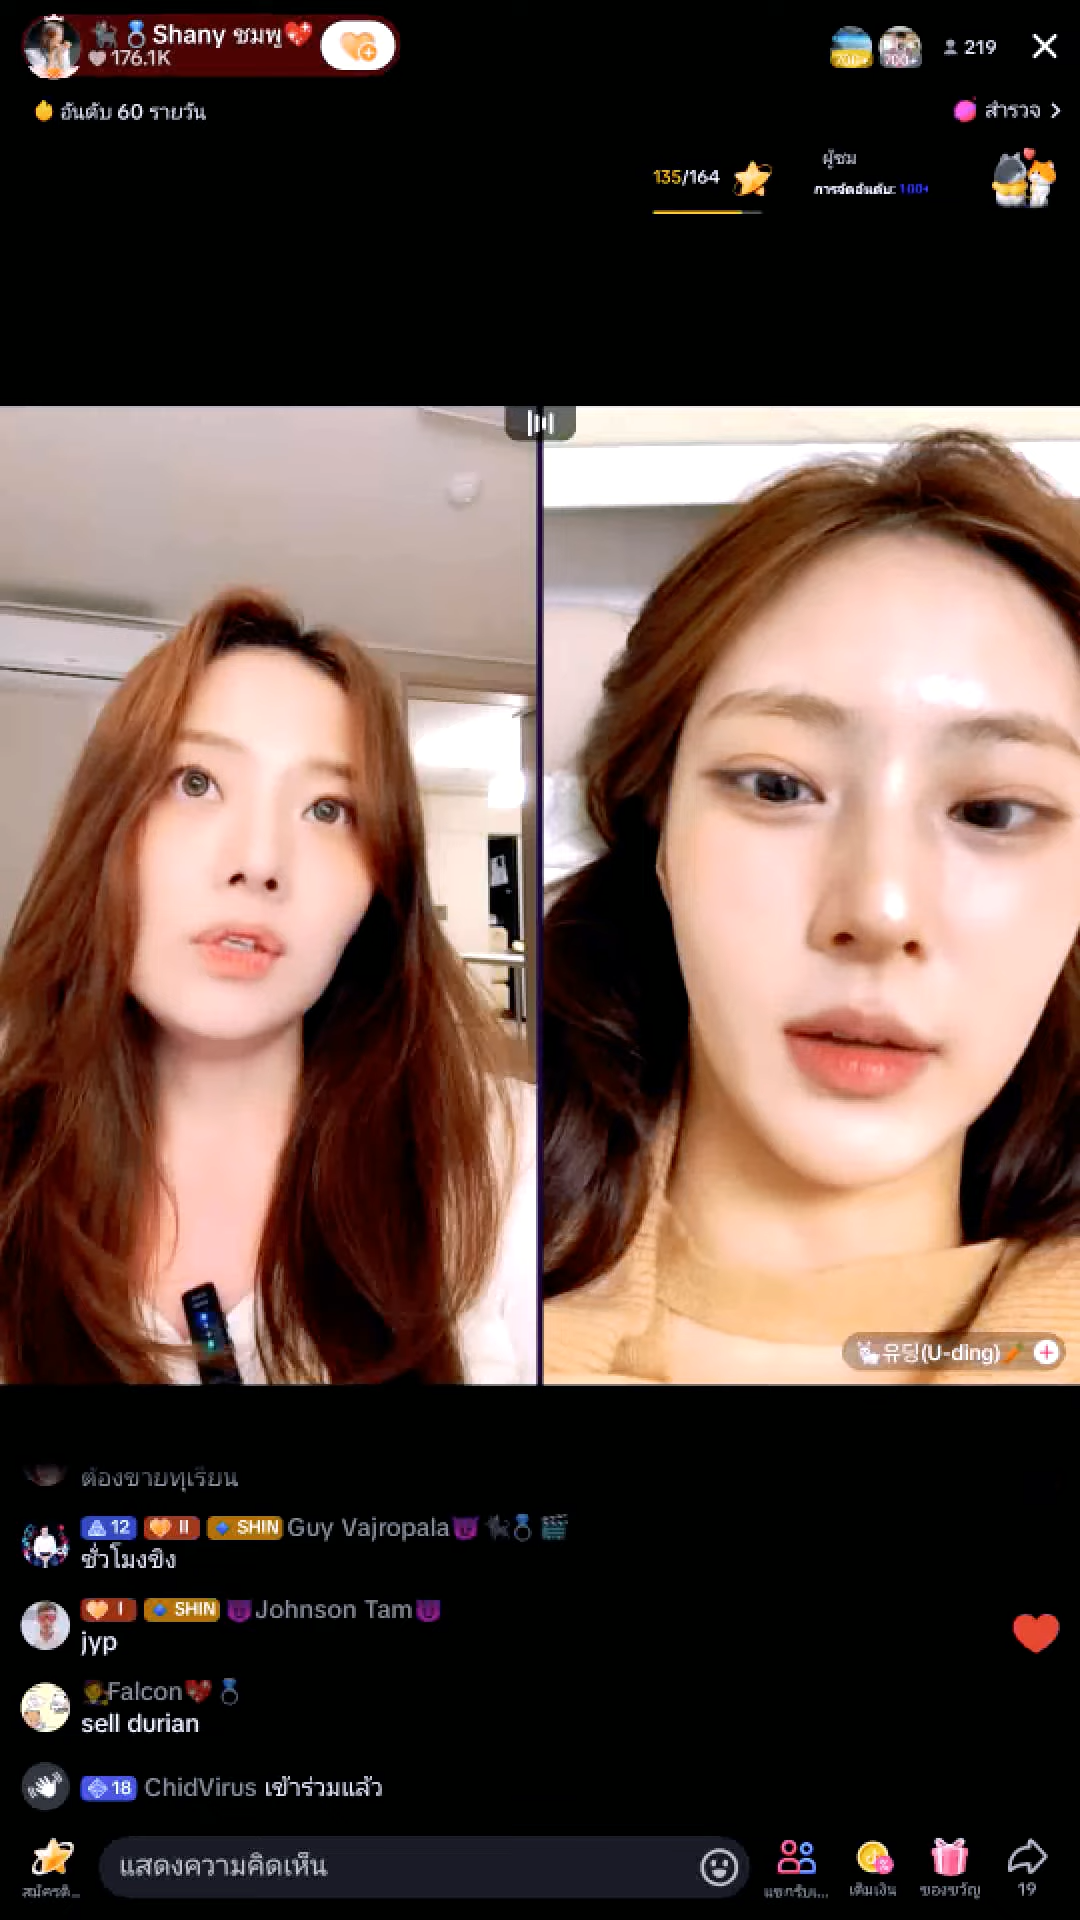 🐈‍⬛💍Shany ชมพู💖
176.1K
700+
700+
219
อันดับ 60 รายวัน
สำรวจ
135/164
ผู้ชม
การจัดอันดับ: 100+
유딩(U-ding)🥕
ต้องขายทุเรียน
12 II SHIN Guy Vajropala😈🐈‍⬛💍🎬
ชั่วโมงขิง
I SHIN 😈Johnson Tam😈
jyp
Falcon💖💍
sell durian
18 ChidVirus เข้าร่วมแล้ว
แสดงความคิดเห็น
เติมเงิน
ของขวัญ
19